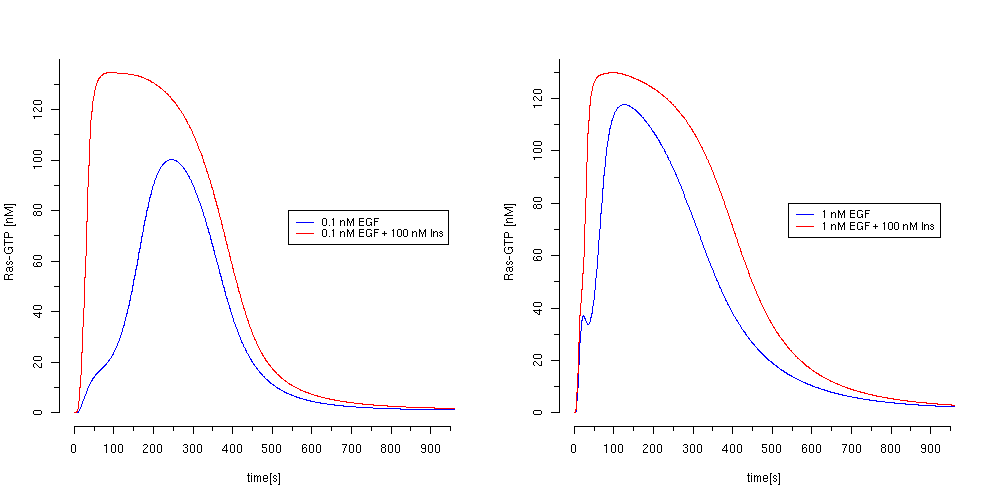 Ras-GTP [nM]
120
100
80
60
40
20
0
0.1 nM EGF
0.1 nM EGF + 100 nM Ins
0 100 200 300 400 500 600 700 800 900
time[s]
Ras-GTP [nM]
120
100
80
60
40
20
0
1 nM EGF
1 nM EGF + 100 nM Ins
0 100 200 300 400 500 600 700 800 900
time[s]